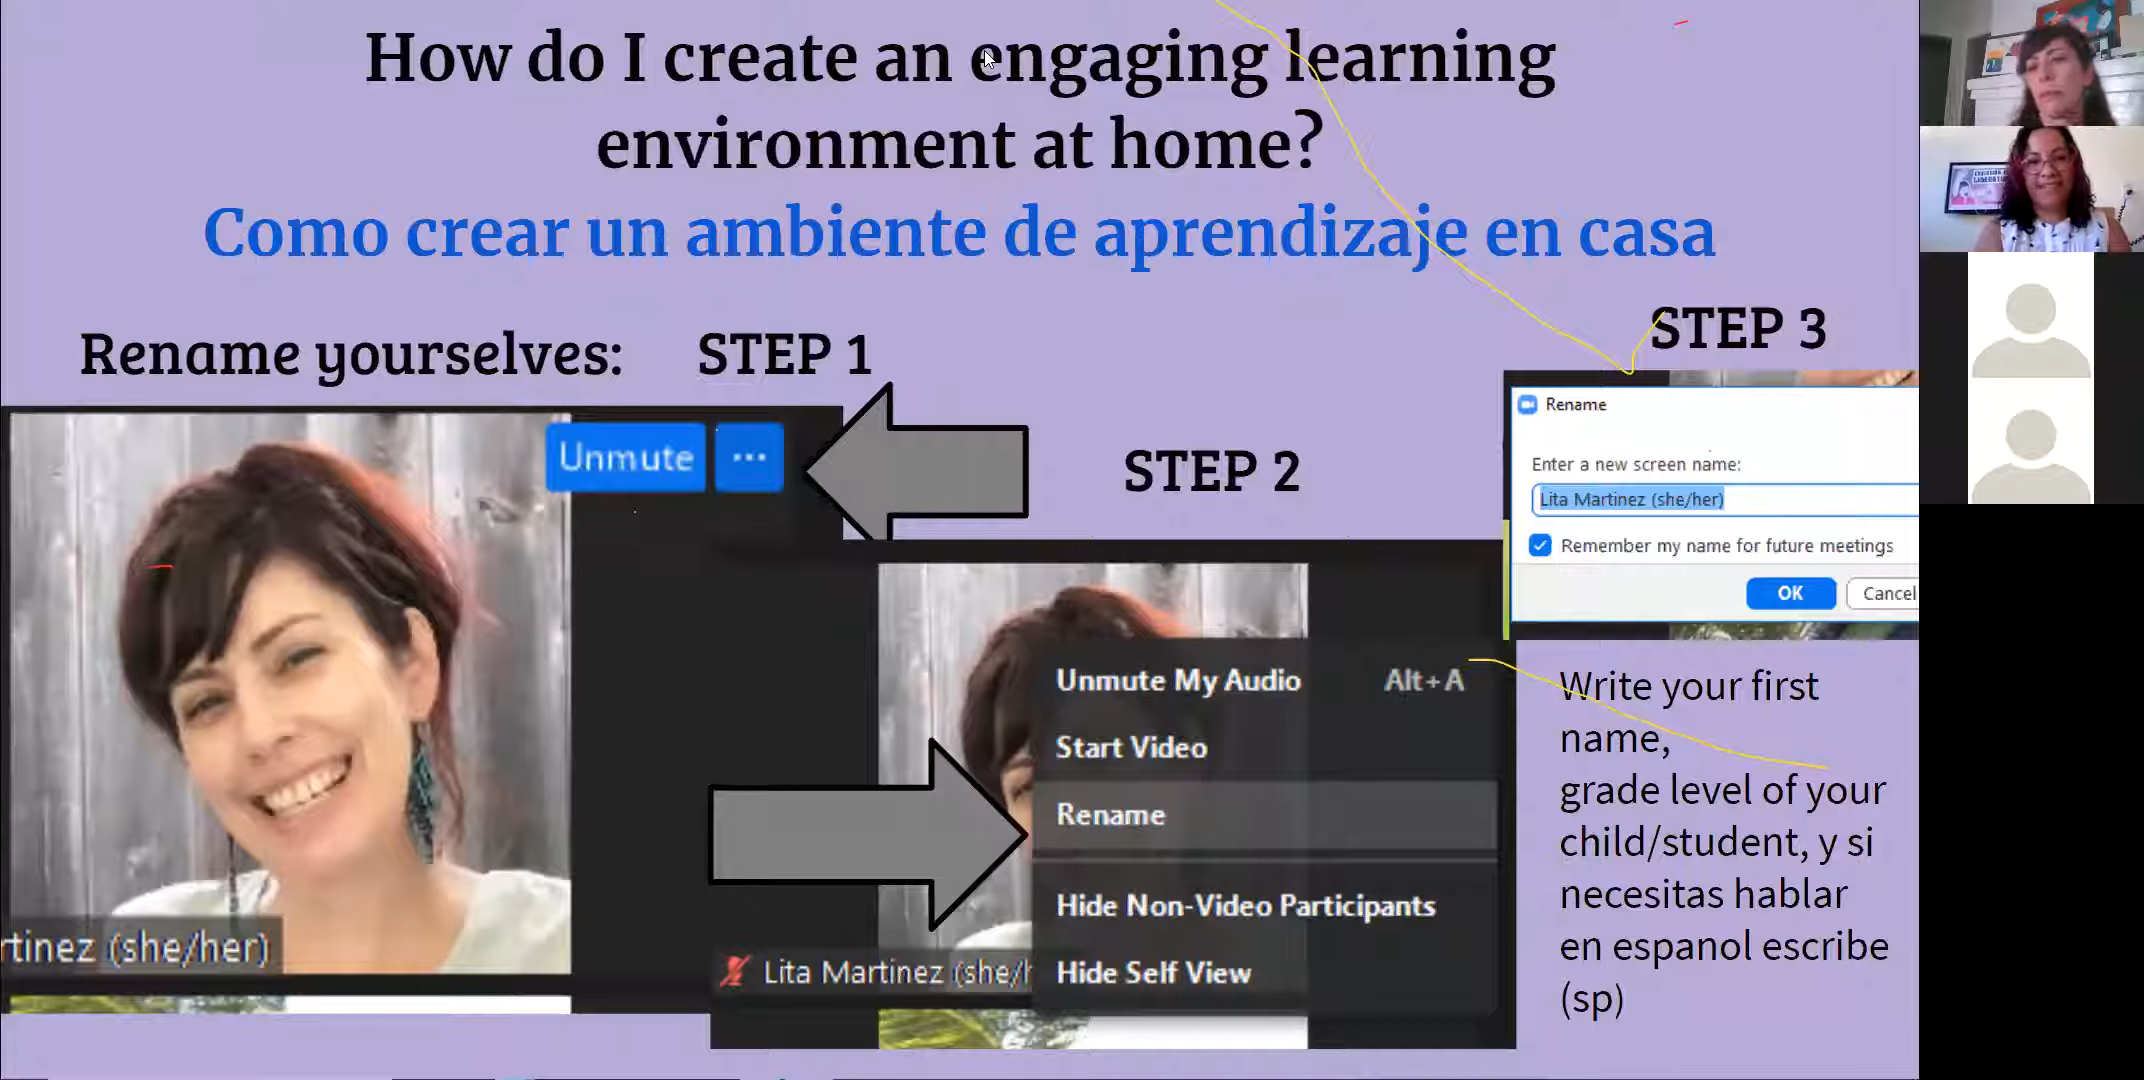 How do I create an engaging learning
environment at home?
Como crear un ambiente de aprendizaje en casa
Rename yourselves:
STEP 1
Unmute
...
rtinez (she/her)
STEP 2
Unmute My Audio Alt+A
Start Video
Rename
Hide Non-Video Participants
Hide Self View
Lita Martinez (she/h
STEP 3
Rename
Enter a new screen name:
Lita Martinez (she/her)
Remember my name for future meetings
OK
Cancel
Write your first
name,
grade level of your
child/student, y si
necesitas hablar
en espanol escribe
(sp)